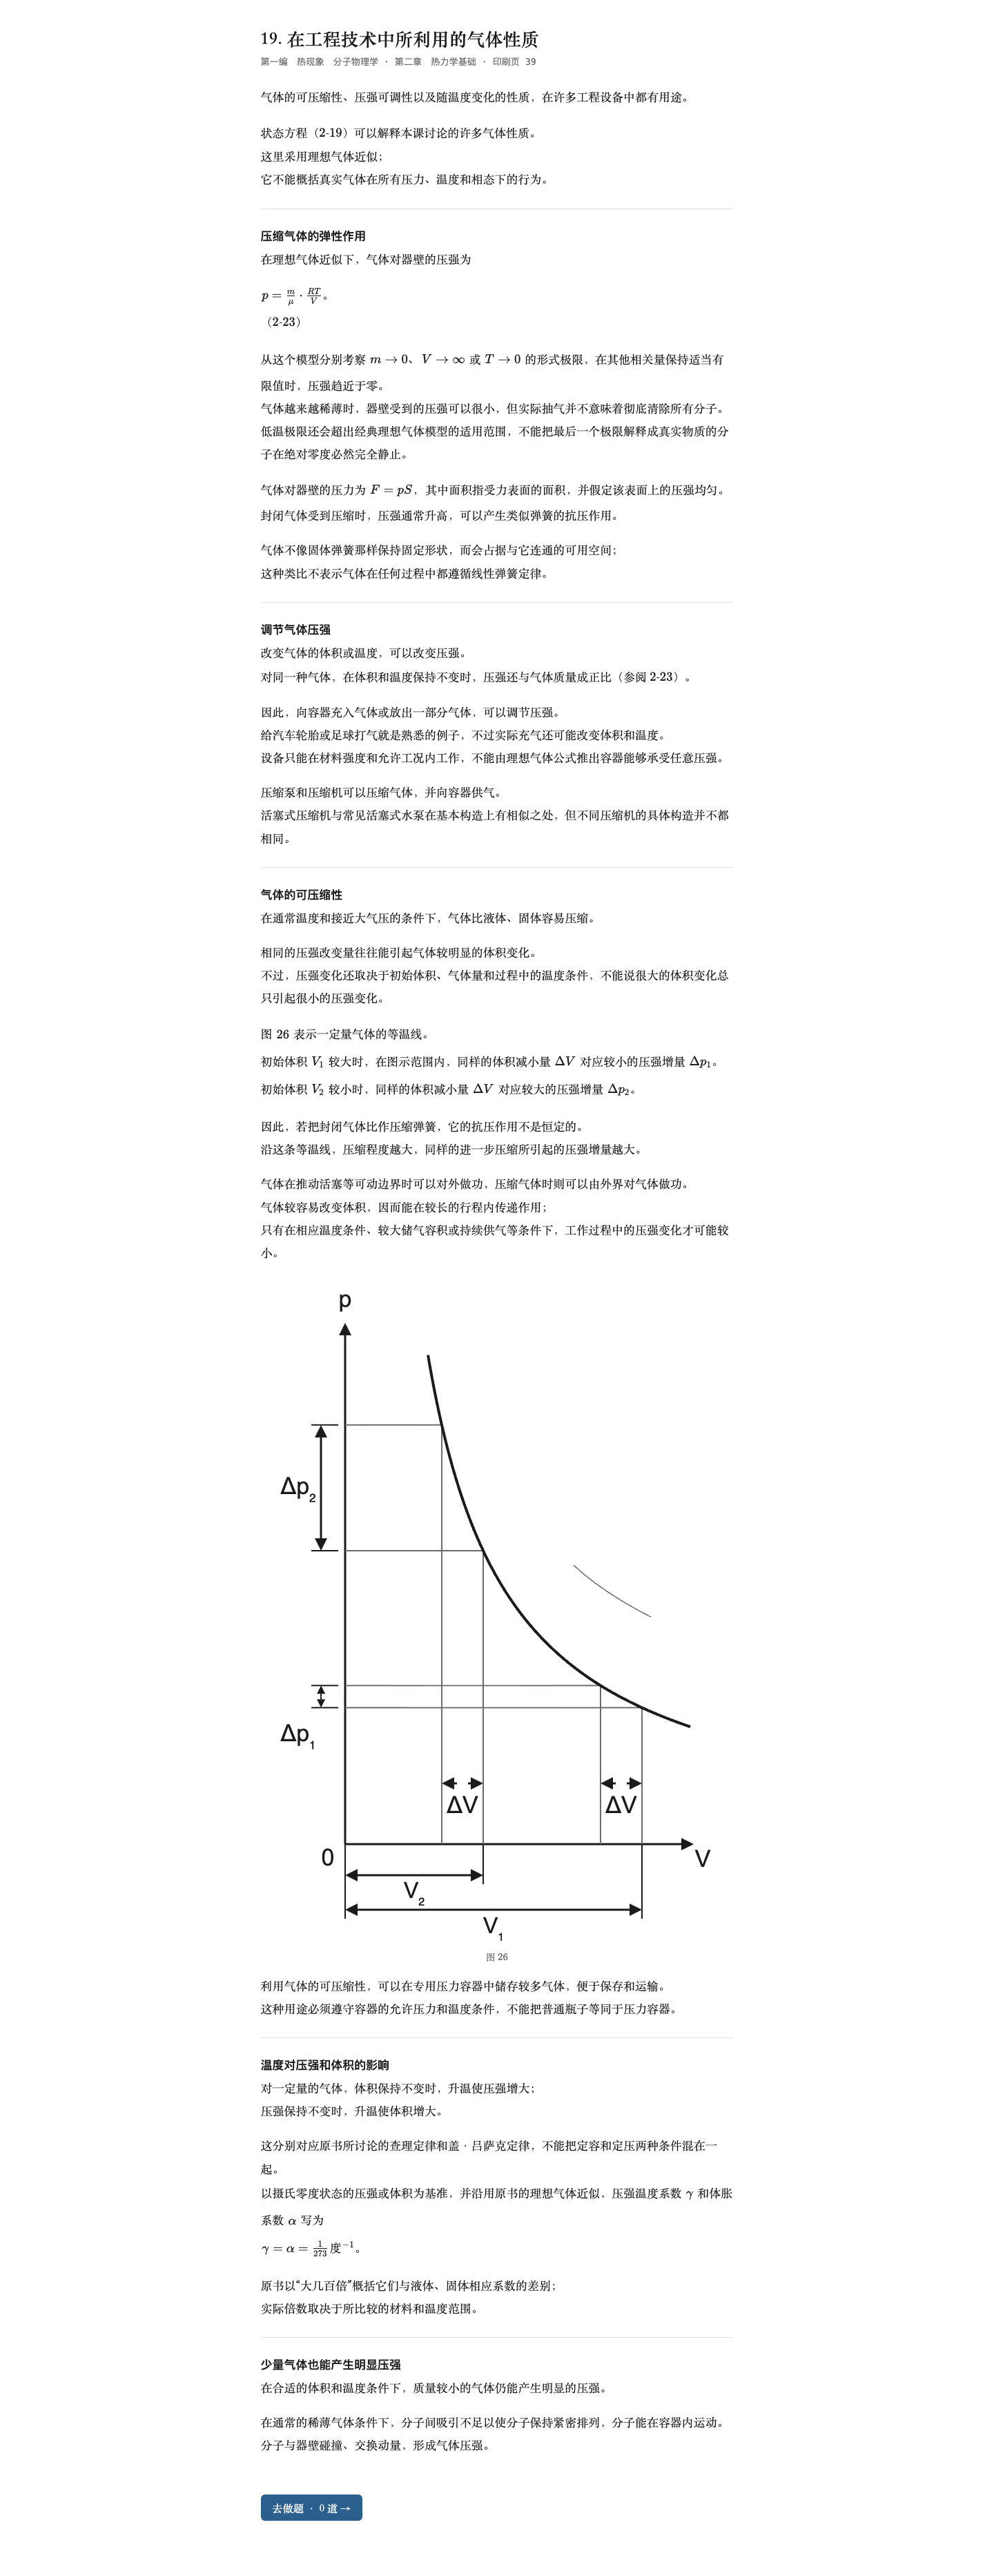 19. 在工程技术中所利用的气体性质
第一编 热现象 分子物理学 · 第二章 热力学基础 · 印刷页 39
气体的可压缩性、压强可调性以及随温度变化的性质，在许多工程设备中都有用途。
状态方程（2-19）可以解释本课讨论的许多气体性质。
这里采用理想气体近似；
它不能概括真实气体在所有压力、温度和相态下的行为。
压缩气体的弹性作用
在理想气体近似下，气体对器壁的压强为
p = m/μ · RT/V。
（2-23）
从这个模型分别考察 m → 0、V → ∞ 或 T → 0 的形式极限，在其他相关量保持适当有
限值时，压强趋近于零。
气体越来越稀薄时，器壁受到的压强可以很小，但实际抽气并不意味着彻底清除所有分子。
低温极限还会超出经典理想气体模型的适用范围，不能把最后一个极限解释成真实物质的分
子在绝对零度必然完全静止。
气体对器壁的压力为 F = pS，其中面积指受力表面的面积，并假定该表面上的压强均匀。
封闭气体受到压缩时，压强通常升高，可以产生类似弹簧的抗压作用。
气体不像固体弹簧那样保持固定形状，而会占据与它连通的可用空间；
这种类比不表示气体在任何过程中都遵循线性弹簧定律。
调节气体压强
改变气体的体积或温度，可以改变压强。
对同一种气体，在体积和温度保持不变时，压强还与气体质量成正比（参阅 2-23）。
因此，向容器充入气体或放出一部分气体，可以调节压强。
给汽车轮胎或足球打气就是熟悉的例子，不过实际充气还可能改变体积和温度。
设备只能在材料强度和允许工况内工作，不能由理想气体公式推出容器能够承受任意压强。
压缩泵和压缩机可以压缩气体，并向容器供气。
活塞式压缩机与常见活塞式水泵在基本构造上有相似之处，但不同压缩机的具体构造并不都
相同。
气体的可压缩性
在通常温度和接近大气压的条件下，气体比液体、固体容易压缩。
相同的压强改变量往往能引起气体较明显的体积变化。
不过，压强变化还取决于初始体积、气体量和过程中的温度条件，不能说很大的体积变化总
只引起很小的压强变化。
图 26 表示一定量气体的等温线。
初始体积 V₁ 较大时，在图示范围内，同样的体积减小量 ΔV 对应较小的压强增量 Δp₁。
初始体积 V₂ 较小时，同样的体积减小量 ΔV 对应较大的压强增量 Δp₂。
因此，若把封闭气体比作压缩弹簧，它的抗压作用不是恒定的。
沿这条等温线，压缩程度越大，同样的进一步压缩所引起的压强增量越大。
气体在推动活塞等可动边界时可以对外做功，压缩气体时则可以由外界对气体做功。
气体较容易改变体积，因而能在较长的行程内传递作用；
只有在相应温度条件、较大储气容积或持续供气等条件下，工作过程中的压强变化才可能较
小。
p
Δp₂
Δp₁
ΔV ΔV
0 V
V₂
V₁
图 26
利用气体的可压缩性，可以在专用压力容器中储存较多气体，便于保存和运输。
这种用途必须遵守容器的允许压力和温度条件，不能把普通瓶子等同于压力容器。
温度对压强和体积的影响
对一定量的气体，体积保持不变时，升温使压强增大；
压强保持不变时，升温使体积增大。
这分别对应原书所讨论的查理定律和盖·吕萨克定律，不能把定容和定压两种条件混在一
起。
以摄氏零度状态的压强或体积为基准，并沿用原书的理想气体近似，压强温度系数 γ 和体胀
系数 α 写为
γ = α = 1/273 度⁻¹。
原书以“大几百倍”概括它们与液体、固体相应系数的差别；
实际倍数取决于所比较的材料和温度范围。
少量气体也能产生明显压强
在合适的体积和温度条件下，质量较小的气体仍能产生明显的压强。
在通常的稀薄气体条件下，分子间吸引不足以使分子保持紧密排列，分子能在容器内运动。
分子与器壁碰撞、交换动量，形成气体压强。
去做题 · 0 道 →